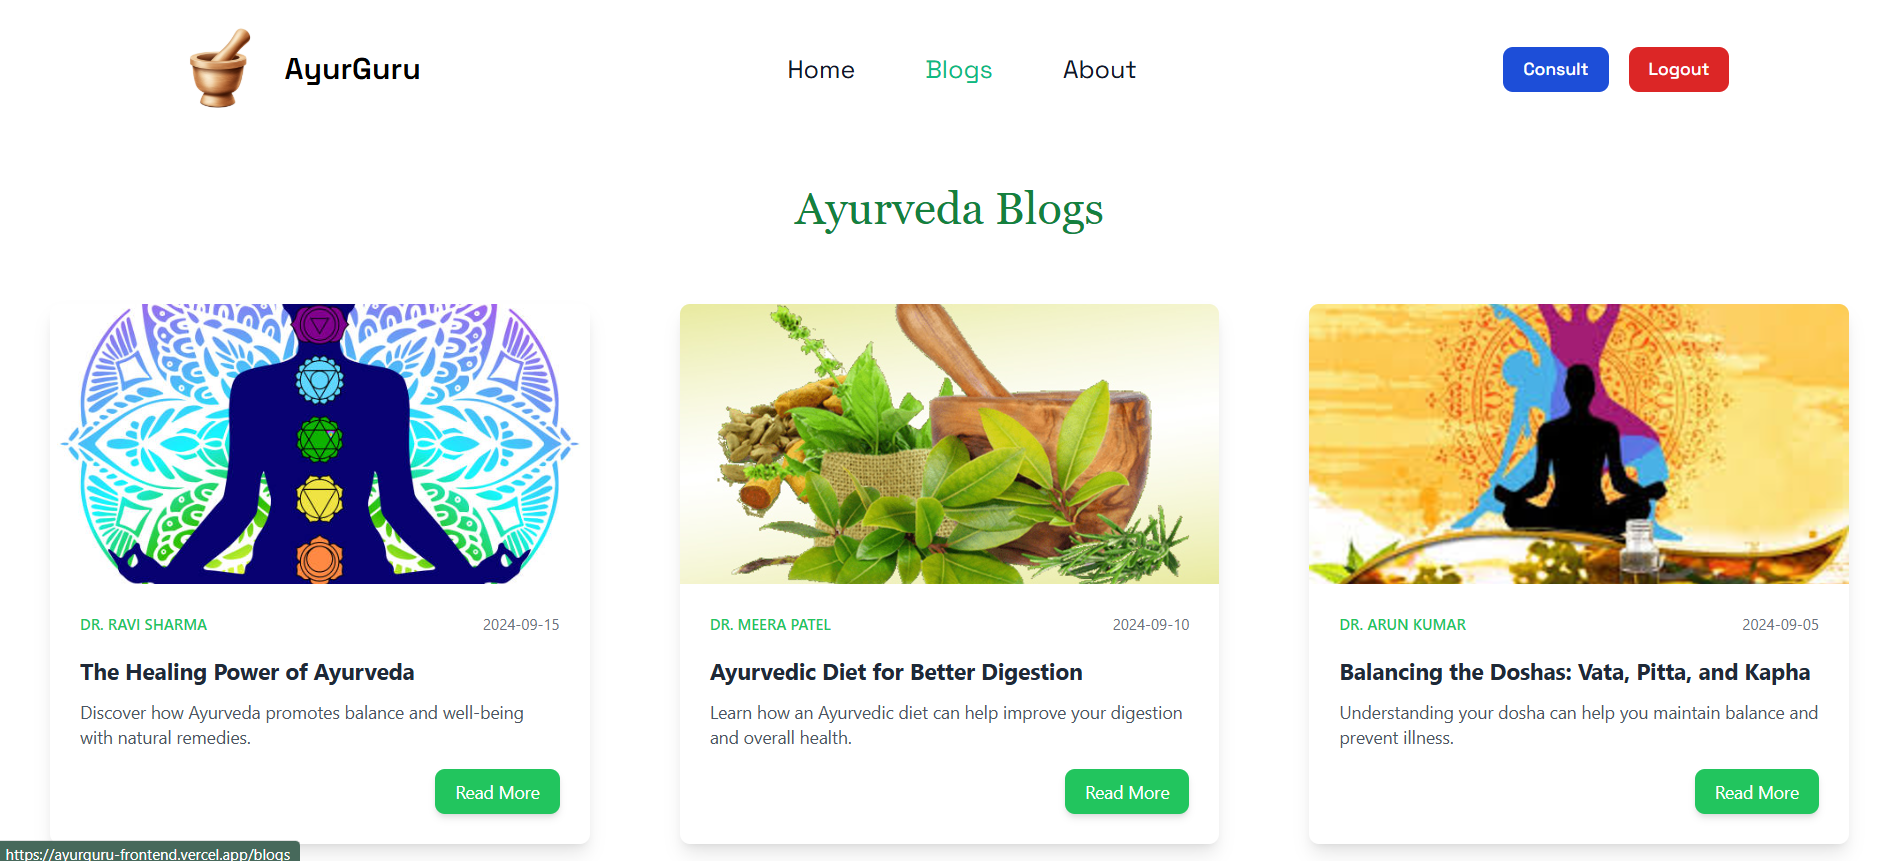 AyurGuru
Home
Blogs
About
Consult
Logout
Ayurveda Blogs
DR. RAVI SHARMA
2024-09-15
The Healing Power of Ayurveda
Discover how Ayurveda promotes balance and well-being
with natural remedies.
Read More
DR. MEERA PATEL
2024-09-10
Ayurvedic Diet for Better Digestion
Learn how an Ayurvedic diet can help improve your digestion
and overall health.
Read More
DR. ARUN KUMAR
2024-09-05
Balancing the Doshas: Vata, Pitta, and Kapha
Understanding your dosha can help you maintain balance and
prevent illness.
Read More
https://ayurguru-frontend.vercel.app/blogs